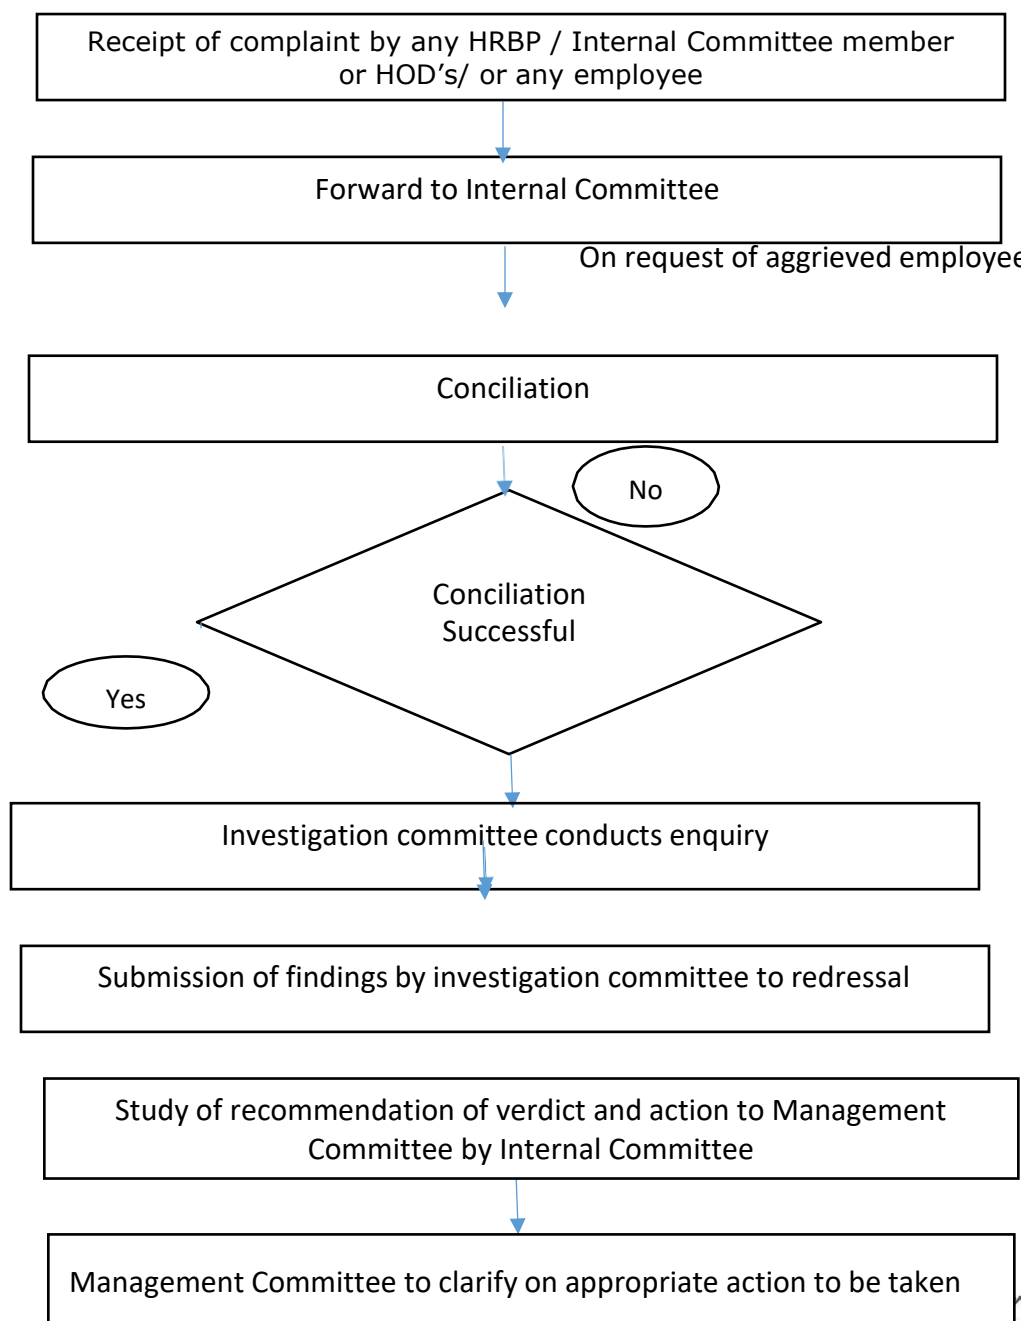 Receipt of complaint by any HRBP / Internal Committee member
or HOD's/ or any employee
Forward to Internal Committee
On request of aggrieved employee
Conciliation
No
Conciliation
Successful
Yes
Investigation committee conducts enquiry
Submission of findings by investigation committee to redressal
Study of recommendation of verdict and action to Management
Committee by Internal Committee
Management Committee to clarify on appropriate action to be taken